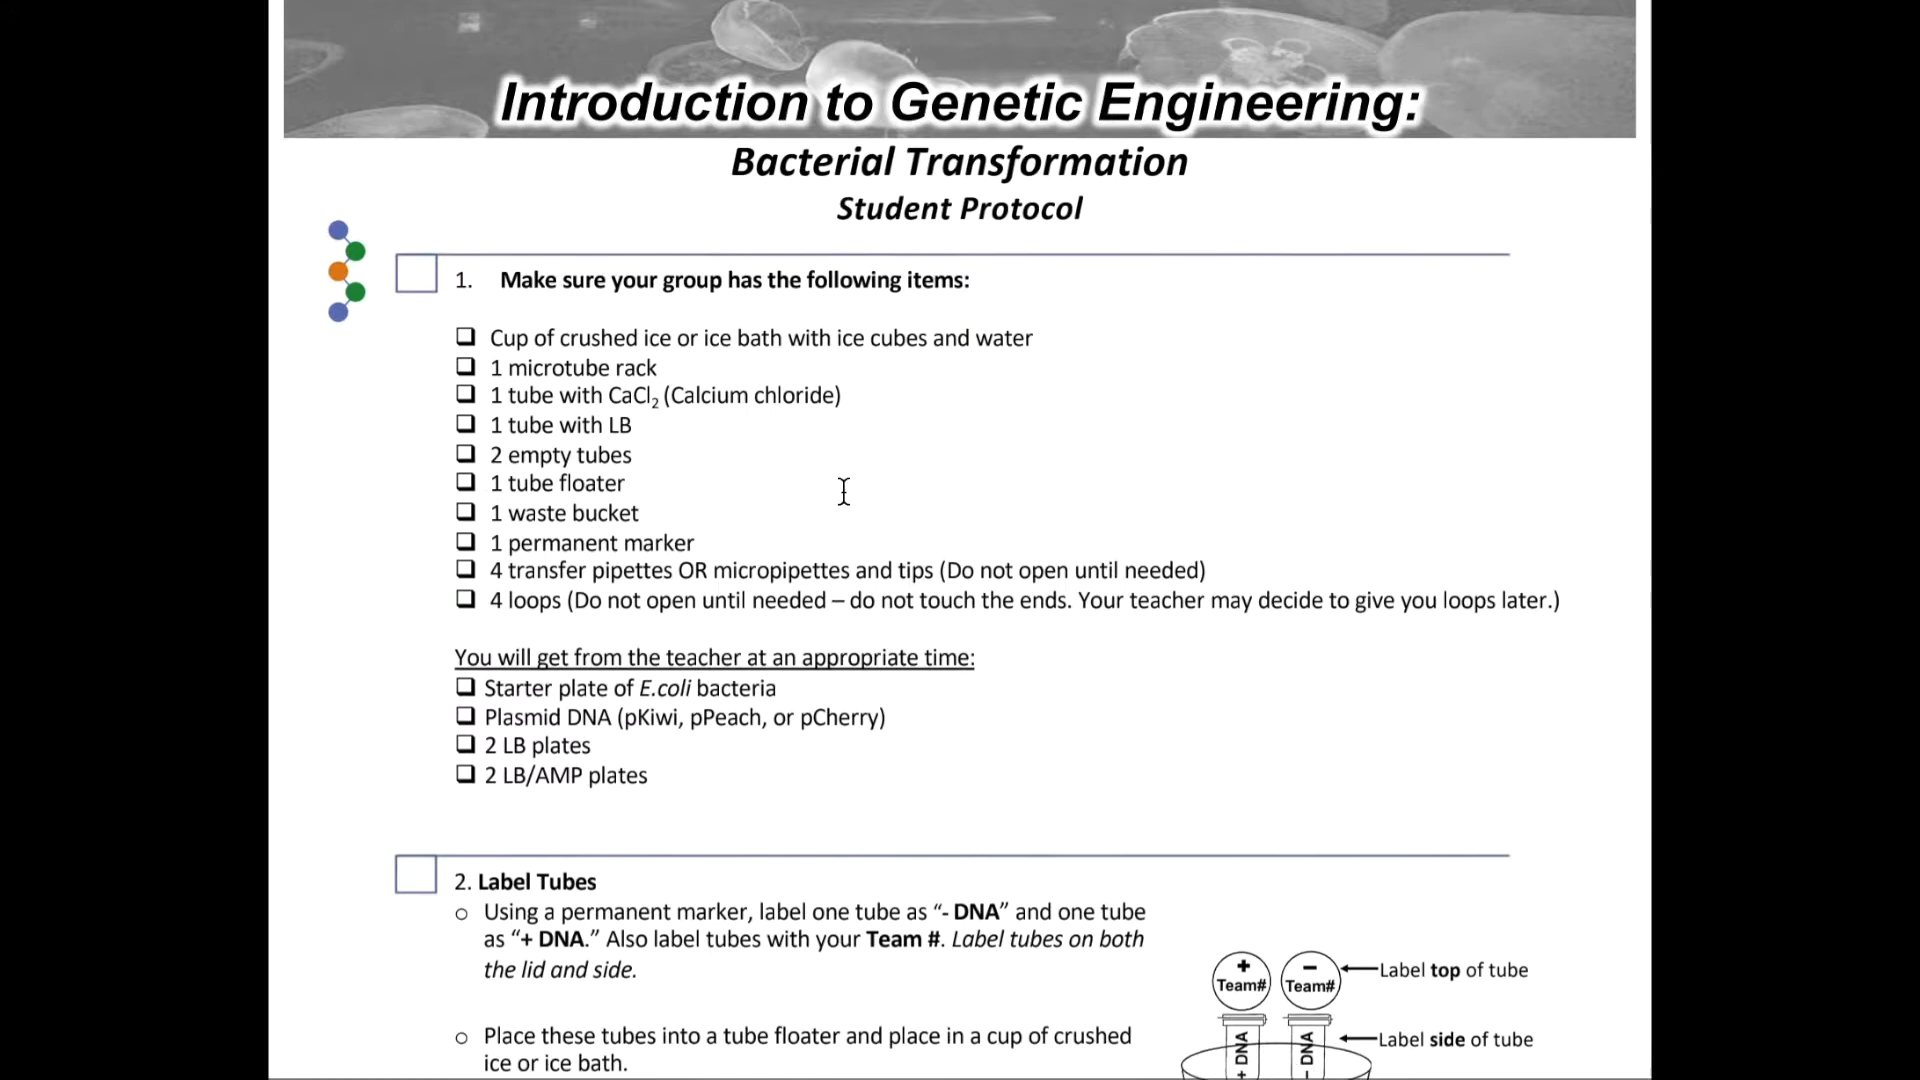 Introduction to Genetic Engineering:
Bacterial Transformation
Student Protocol
1. Make sure your group has the following items:
❏ Cup of crushed ice or ice bath with ice cubes and water
❏ 1 microtube rack
❏ 1 tube with CaCl₂ (Calcium chloride)
❏ 1 tube with LB
❏ 2 empty tubes
❏ 1 tube floater
❏ 1 waste bucket
❏ 1 permanent marker
❏ 4 transfer pipettes OR micropipettes and tips (Do not open until needed)
❏ 4 loops (Do not open until needed – do not touch the ends. Your teacher may decide to give you loops later.)
You will get from the teacher at an appropriate time:
❏ Starter plate of E.coli bacteria
❏ Plasmid DNA (pKiwi, pPeach, or pCherry)
❏ 2 LB plates
❏ 2 LB/AMP plates
2. Label Tubes
o Using a permanent marker, label one tube as “- DNA” and one tube
as “+ DNA.” Also label tubes with your Team #. Label tubes on both
the lid and side.
o Place these tubes into a tube floater and place in a cup of crushed
ice or ice bath.
+ Team#
− Team#
Label top of tube
+ DNA
− DNA
Label side of tube